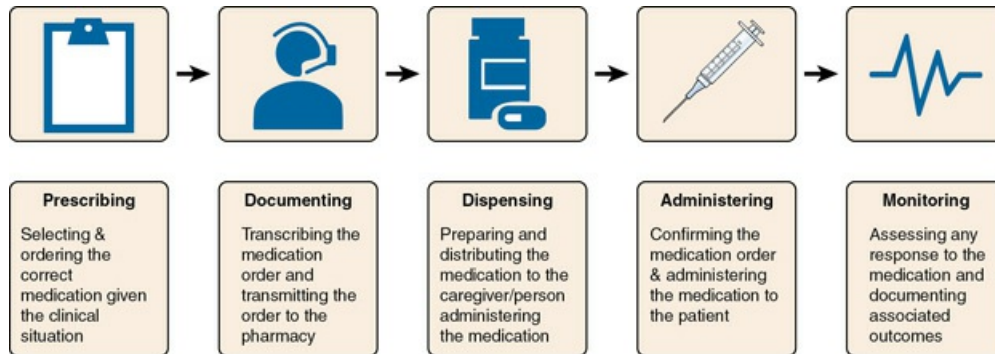 Prescribing
Selecting &
ordering the
correct
medication given
the clinical
situation
Documenting
Transcribing the
medication
order and
transmitting the
order to the
pharmacy
Dispensing
Preparing and
distributing the
medication to the
caregiver/person
administering
the medication
Administering
Confirming the
medication order
& administering
the medication to
the patient
Monitoring
Assessing any
response to the
medication and
documenting
associated
outcomes